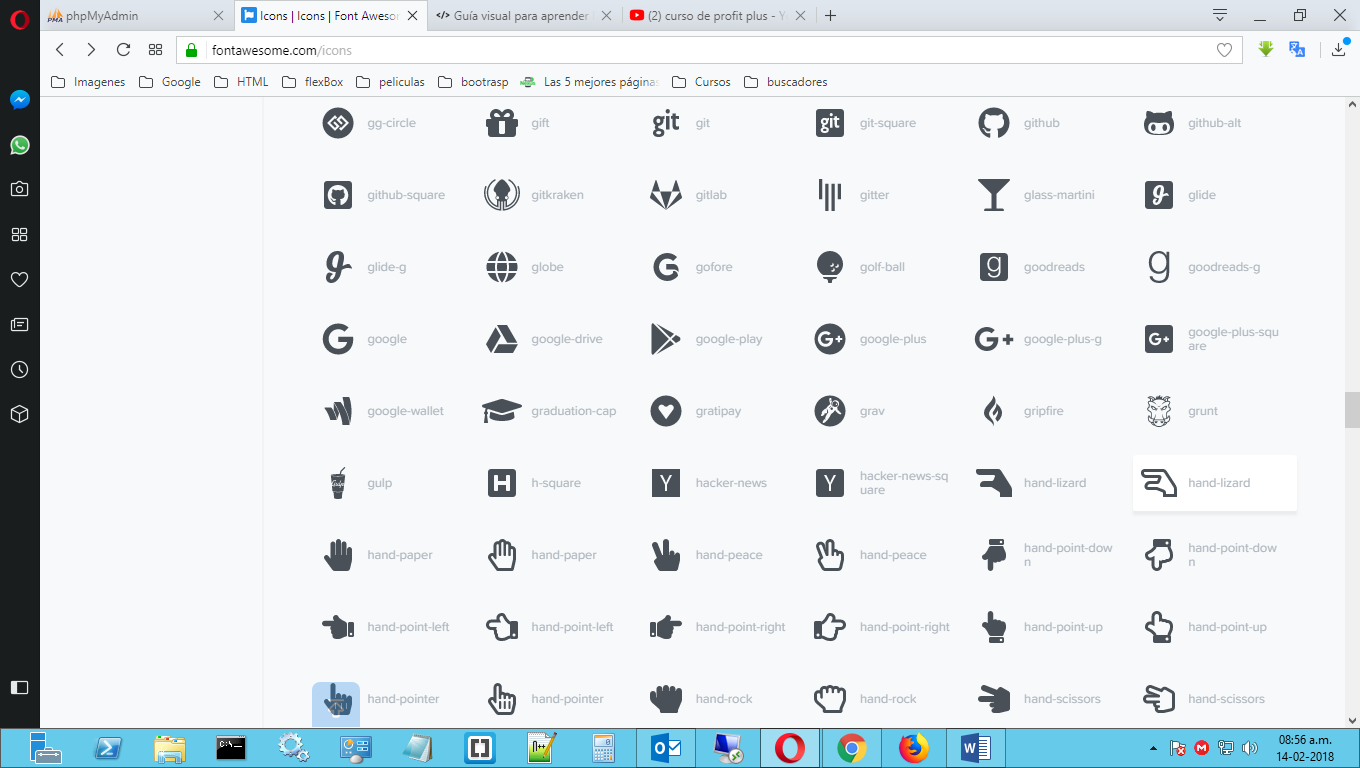 phpMyAdmin
Icons | Icons | Font Aweso
Guía visual para aprender
(2) curso de profit plus - Y
fontawesome.com/icons
Imagenes
Google
HTML
flexBox
peliculas
bootrasp
Las 5 mejores página
Cursos
buscadores
gg-circle
gift
git
git
git
git-square
github
github-alt
github-square
gitkraken
gitlab
gitter
glass-martini
glide
glide-g
globe
gofore
golf-ball
goodreads
goodreads-g
google
google-drive
google-play
google-plus
google-plus-g
google-plus-squ
are
google-wallet
graduation-cap
gratipay
grav
gripfire
grunt
gulp
h-square
hacker-news
hacker-news-sq
uare
hand-lizard
hand-lizard
hand-paper
hand-paper
hand-peace
hand-peace
hand-point-dow
n
hand-point-dow
n
hand-point-left
hand-point-left
hand-point-right
hand-point-right
hand-point-up
hand-point-up
hand-pointer
hand-pointer
hand-rock
hand-rock
hand-scissors
hand-scissors
08:56 a.m.
14-02-2018